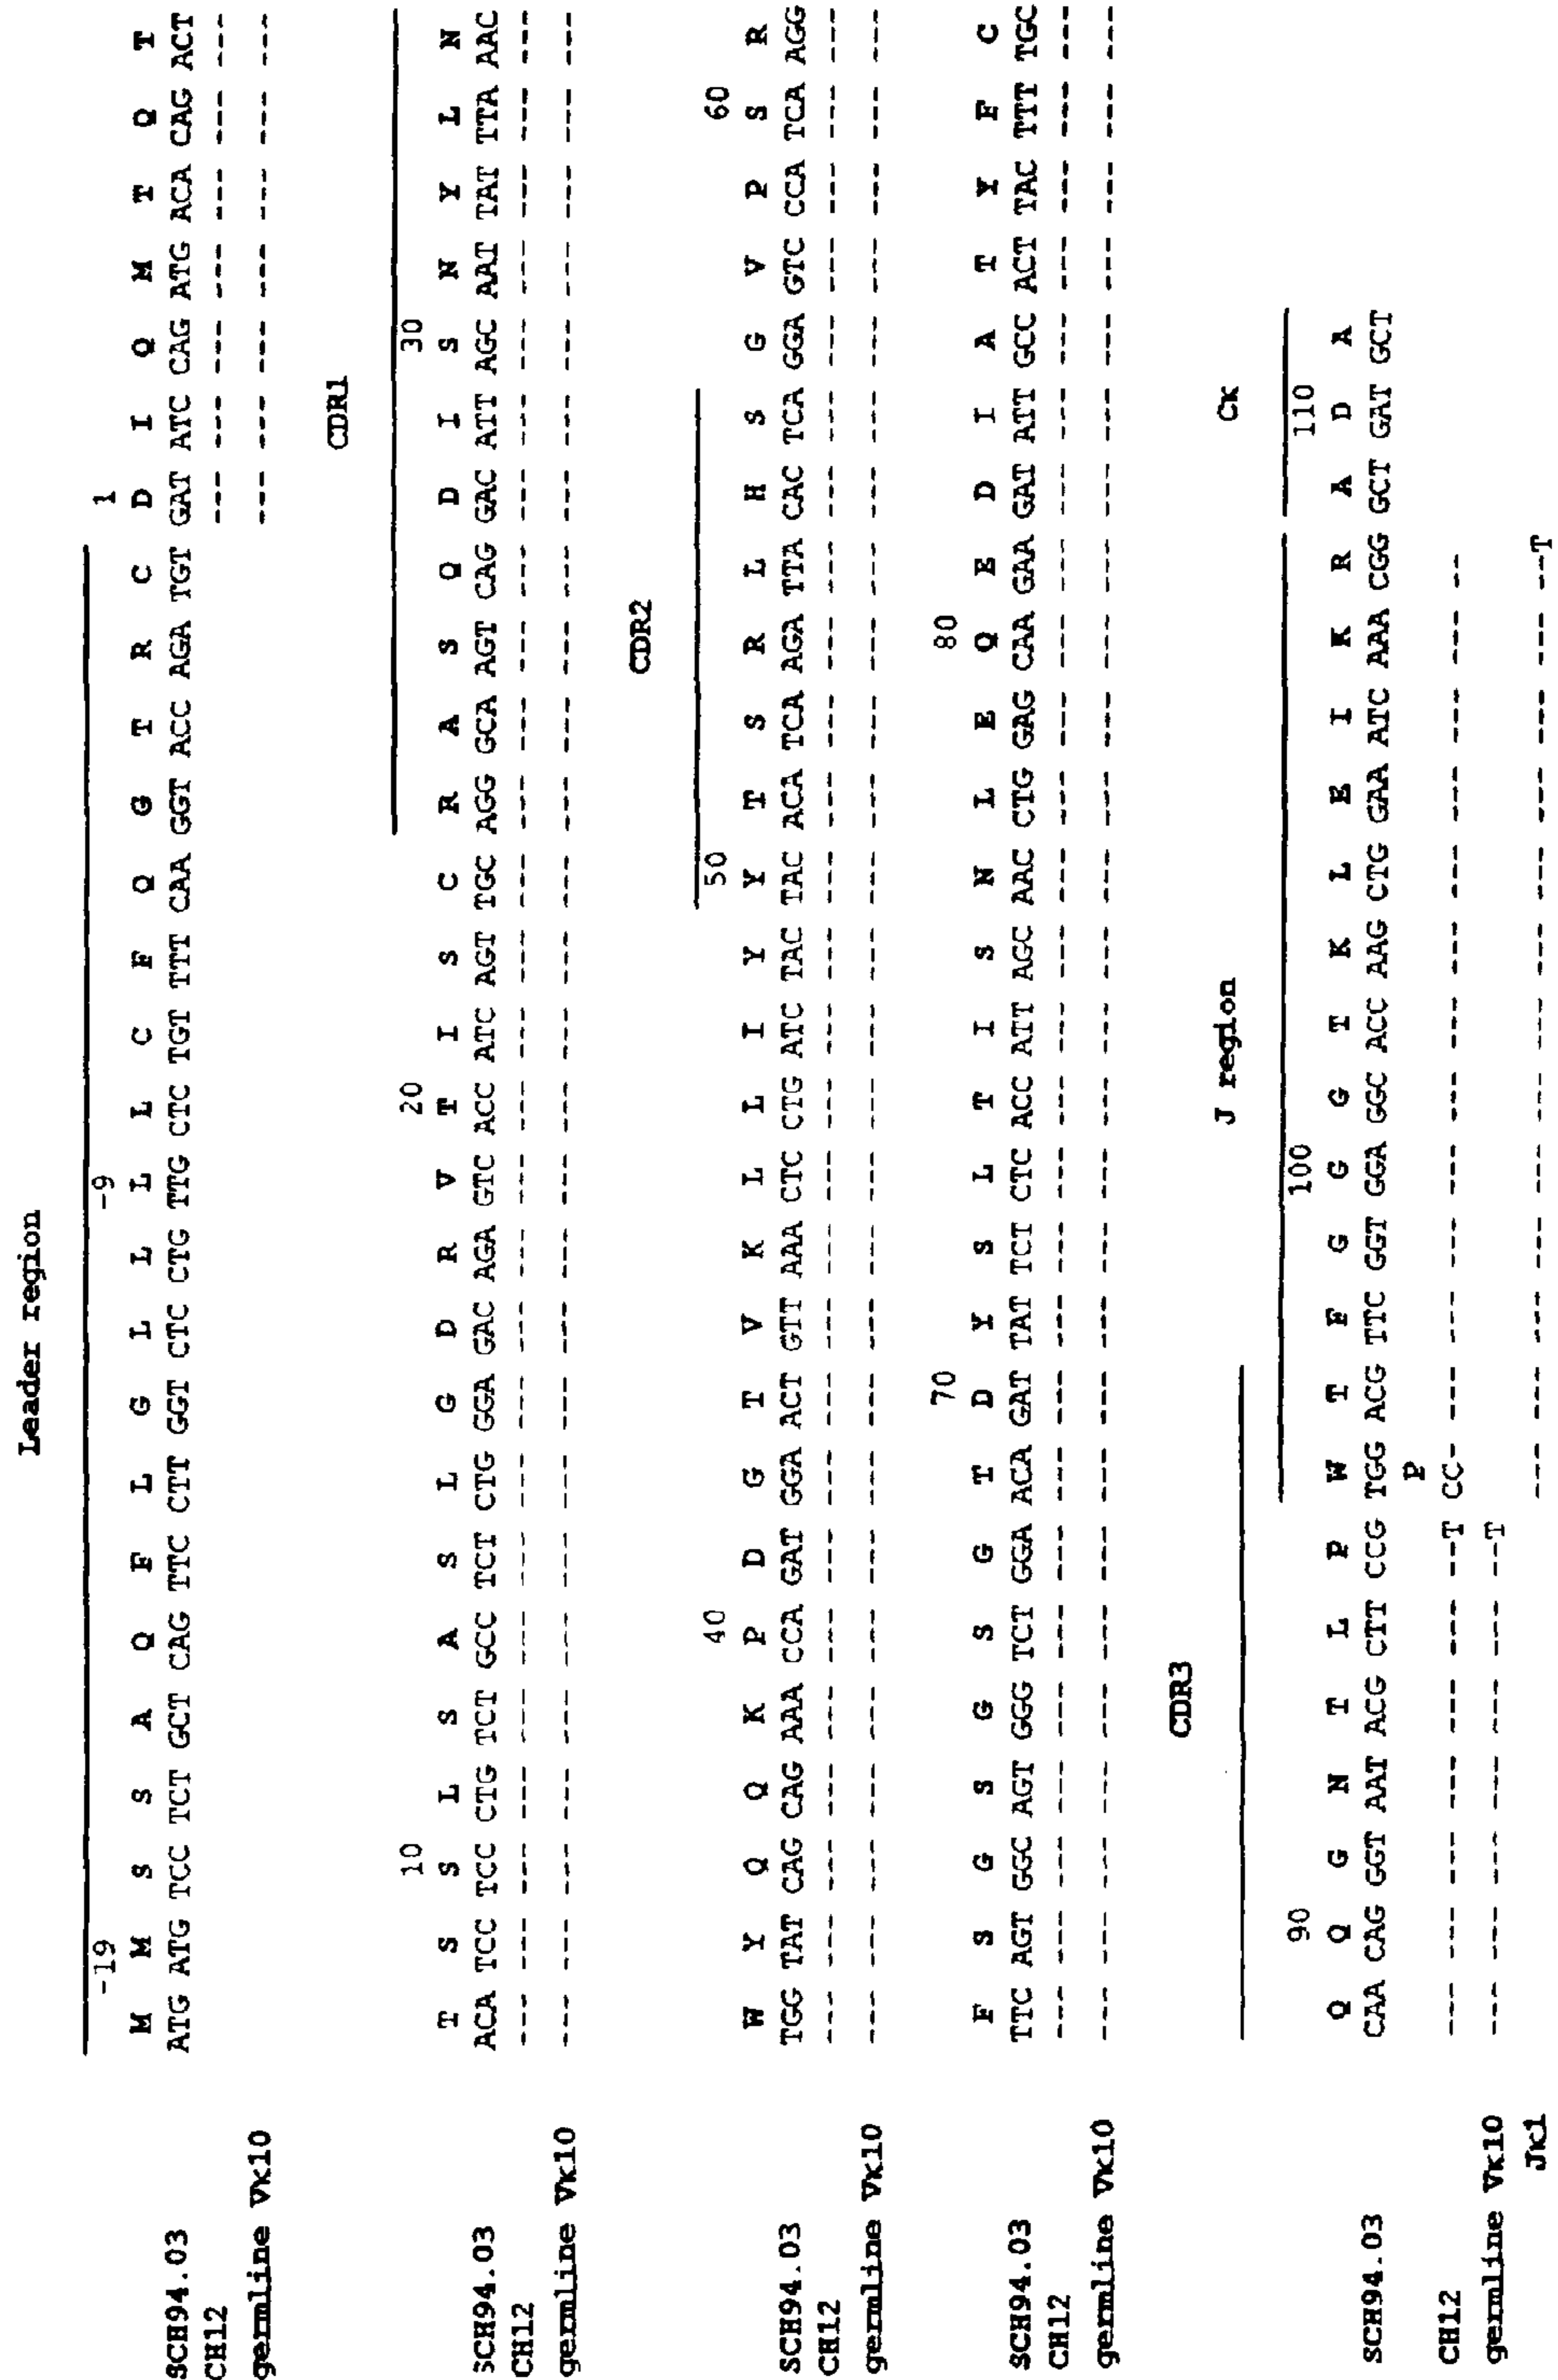 Leader region
-19 -9 1
M M S S A Q F L G L L L L C F Q G T R C D I Q M T Q T
SCH94.03 ATG ATG TCC TCT GCT CAG TTC CTT GGT CTC CTG TTG CTC TGT TTT CAA GGT ACC AGA TGT GAT ATC CAG ATG ACA CAG ACT
CH12 --- --- --- --- --- --- ---
germline Vκ10 --- --- --- --- --- --- ---
CDR1
10 20 30
T S S L S A S L G D R V T I S C R A S Q D I S N Y L N
SCH94.03 ACA TCC TCC CTG TCT GCC TCT CTG GGA GAC AGA GTC ACC ATC AGT TGC AGG GCA AGT CAG GAC ATT AGC AAT TAT TTA AAC
CH12 --- --- --- --- --- --- --- --- --- --- --- --- --- --- --- --- --- --- --- --- --- --- --- --- --- --- ---
germline Vκ10 --- --- --- --- --- --- --- --- --- --- --- --- --- --- --- --- --- --- --- --- --- --- --- --- --- --- ---
CDR2
40 50 60
W Y Q Q K P D G T V K L L I Y Y T S R L H S G V P S R
SCH94.03 TGG TAT CAG CAG AAA CCA GAT GGA ACT GTT AAA CTC CTG ATC TAC TAC ACA TCA AGA TTA CAC TCA GGA GTC CCA TCA AGG
CH12 --- --- --- --- --- --- --- --- --- --- --- --- --- --- --- --- --- --- --- --- --- --- --- --- --- --- ---
germline Vκ10 --- --- --- --- --- --- --- --- --- --- --- --- --- --- --- --- --- --- --- --- --- --- --- --- --- --- ---
70 80
F S G S G S G T D Y S L T I S N L E Q E D I A T Y F C
SCH94.03 TTC AGT GGC AGT GGG TCT GGA ACA GAT TAT TCT CTC ACC ATT AGC AAC CTG GAG CAA GAA GAT ATT GCC ACT TAC TTT TGC
CH12 --- --- --- --- --- --- --- --- --- --- --- --- --- --- --- --- --- --- --- --- --- --- --- --- --- --- ---
germline Vκ10 --- --- --- --- --- --- --- --- --- --- --- --- --- --- --- --- --- --- --- --- --- --- --- --- --- --- ---
CDR3 J region Cκ
90 100 110
Q Q G N T L P W T F G G G T K L E I K R A D A
SCH94.03 CAA CAG GGT AAT ACG CTT CCG TGG ACG TTC GGT GGA GGC ACC AAG CTG GAA ATC AAA CGG GCT GAT GCT
P
CH12 --- --- --- --- --- --- --T CC- --- --- --- --- --- --- --- --- --- --- --- ---
germline Vκ10 --- --- --- --- --- --- --T
Jκ1 --- --- --- --- --- --- --- --- --- --- --- --- --T